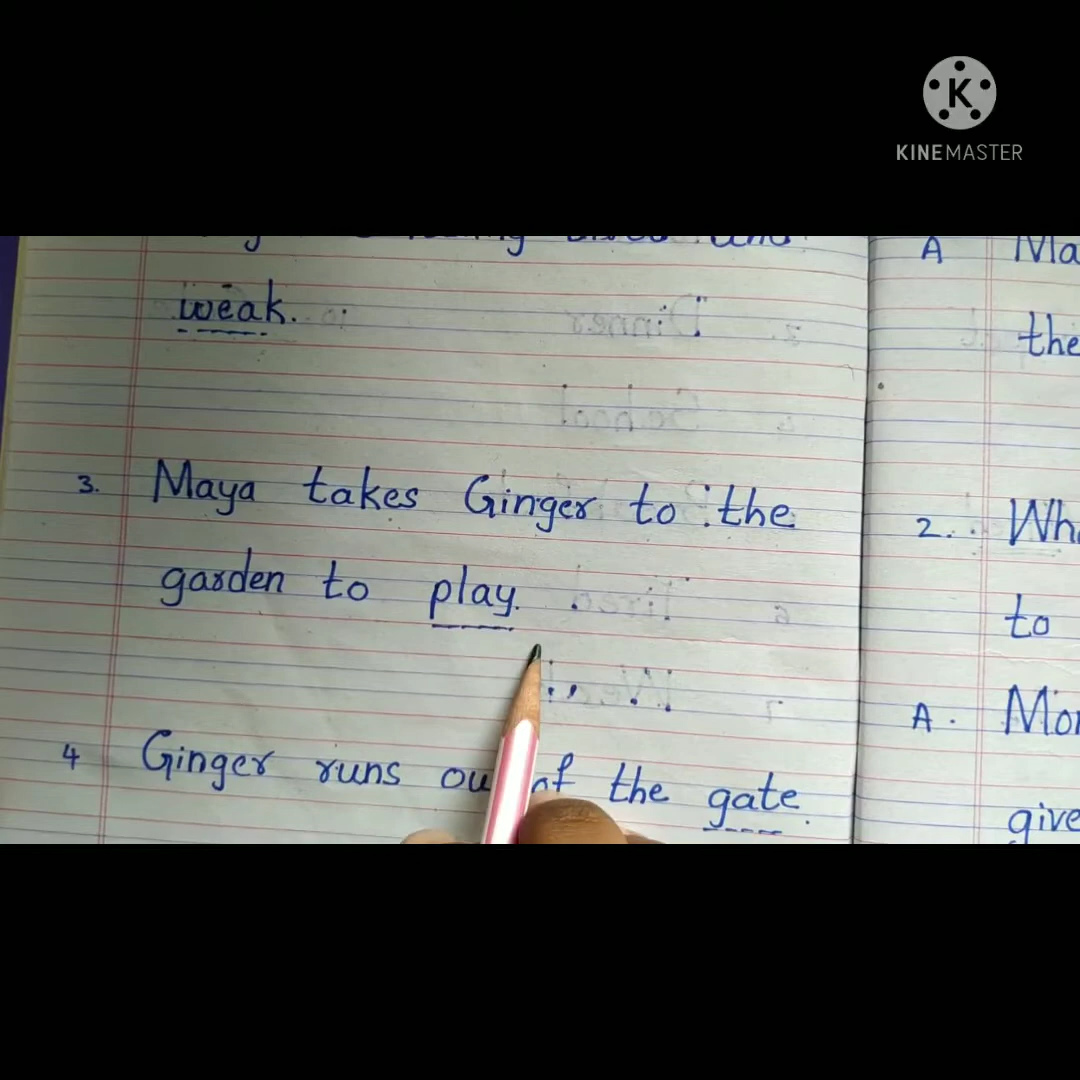 K
KINEMASTER
weak.
3. Maya takes Ginger to the
garden to play.
4 Ginger runs of the gate.
A Ma
the
2. Wh
to
A. Mo
give